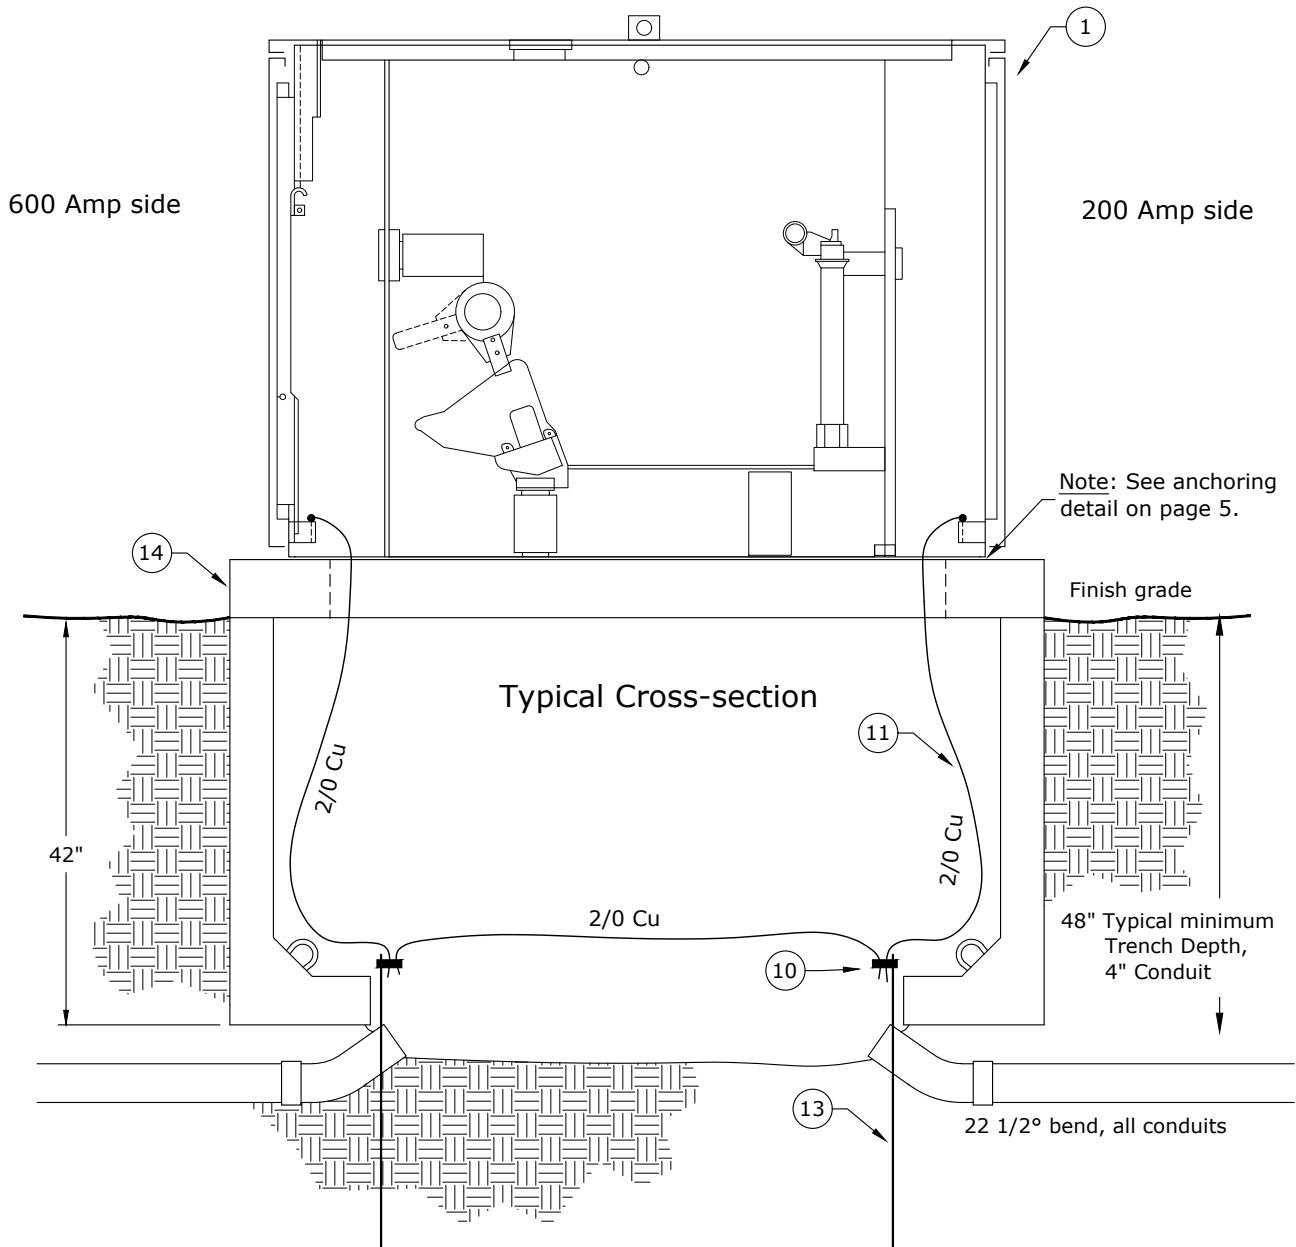 1
600 Amp side
200 Amp side
Note: See anchoring
detail on page 5.
14
Finish grade
Typical Cross-section
11
2/0 Cu
2/0 Cu
42"
2/0 Cu
48" Typical minimum
Trench Depth,
4" Conduit
10
13
22 1/2° bend, all conduits